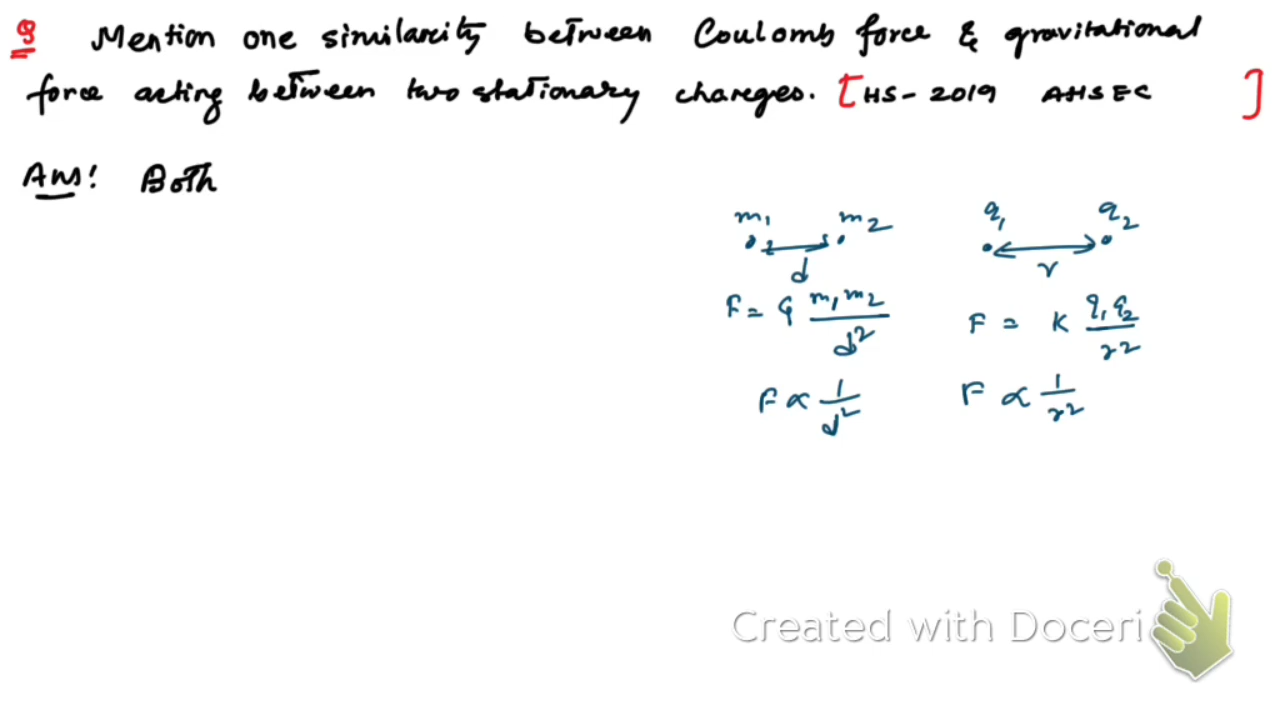 Q Mention one similarity between Coulomb force & gravitational
force acting between two stationary charges. [HS - 2019 AHSEC ]
Ans: Both
m₁ m₂ q₁ q₂
d r
F = G m₁m₂/d² F = K q₁q₂/r²
F ∝ 1/d² F ∝ 1/r²
Created with Doceri